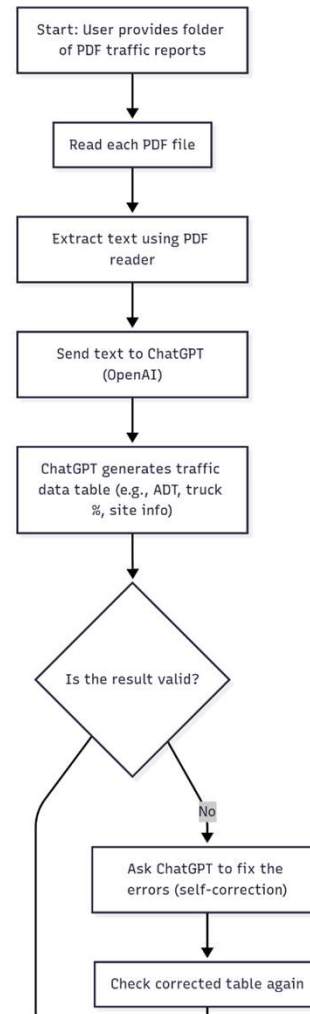 Start: User provides folder
of PDF traffic reports
Read each PDF file
Extract text using PDF
reader
Send text to ChatGPT
(OpenAI)
ChatGPT generates traffic
data table (e.g., ADT, truck
%, site info)
Is the result valid?
No
Ask ChatGPT to fix the
errors (self-correction)
Check corrected table again